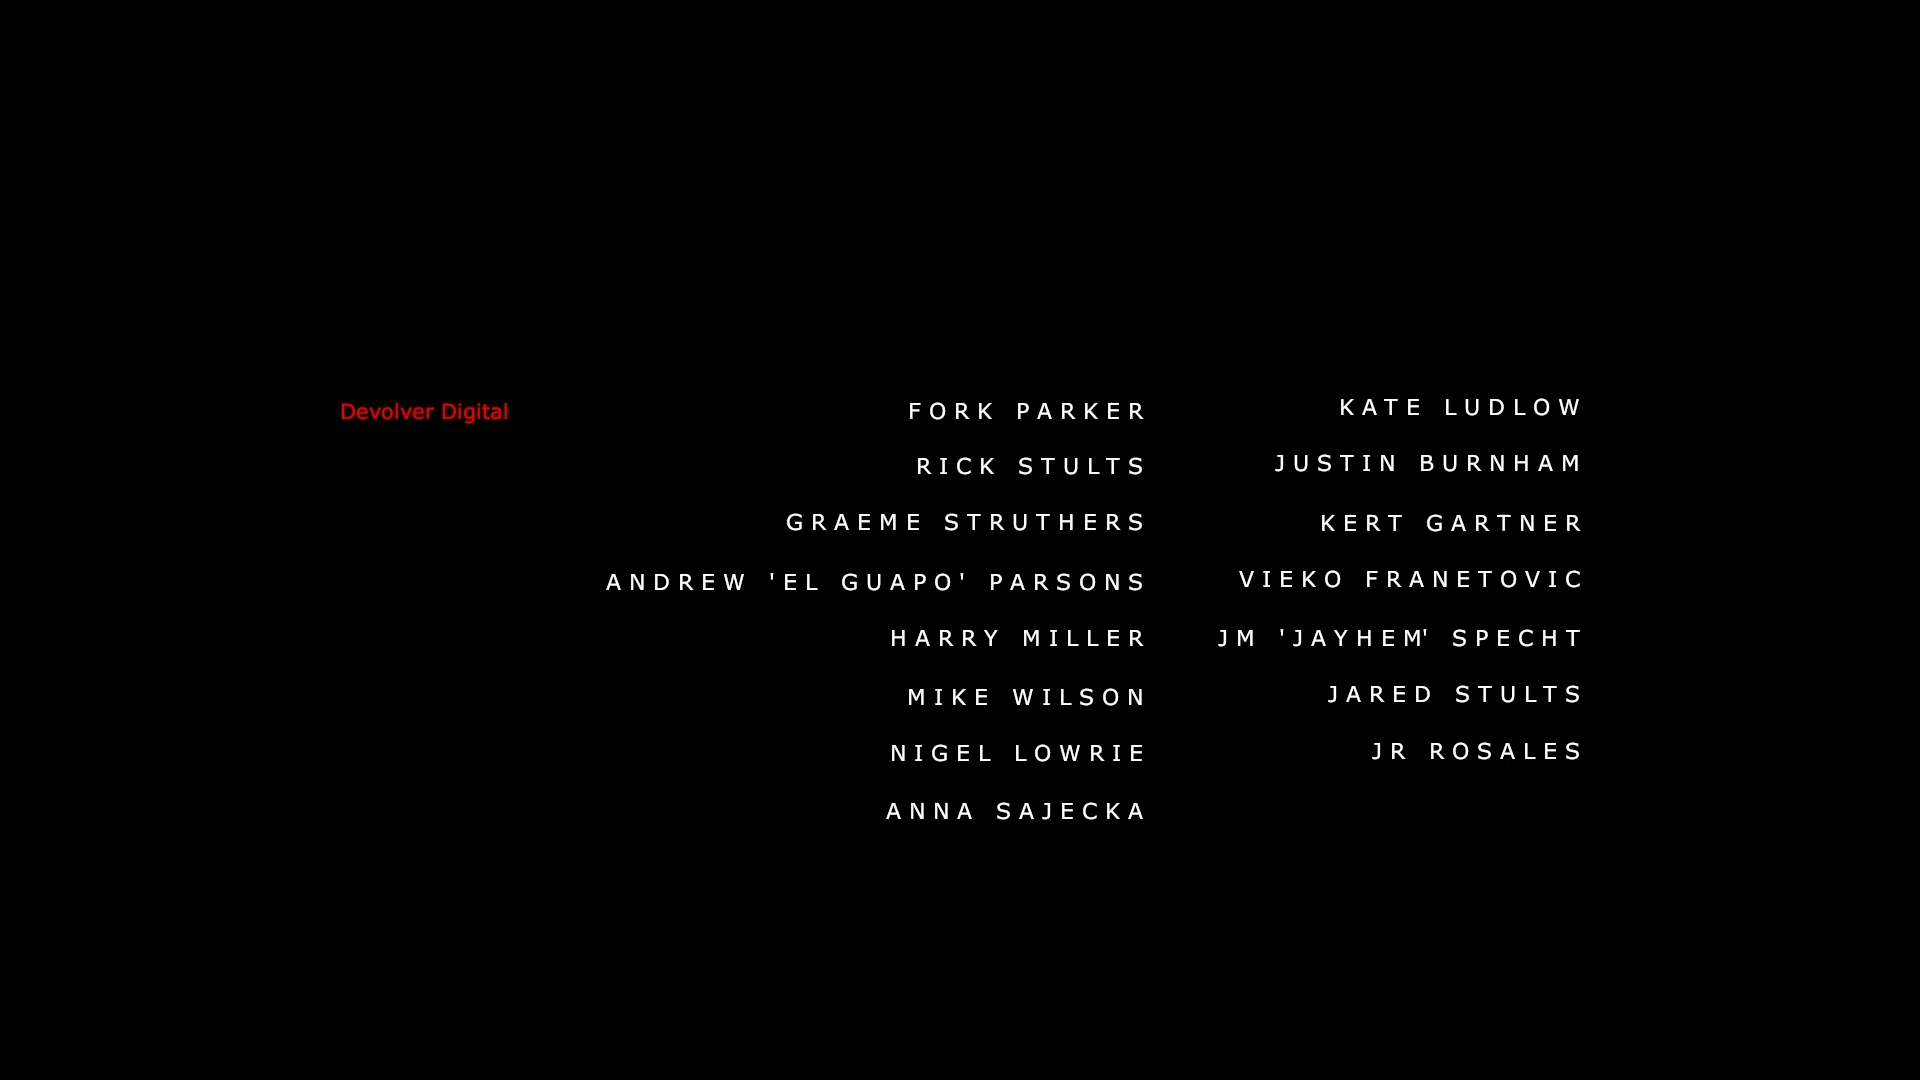 Devolver Digital
FORK PARKER
RICK STULTS
GRAEME STRUTHERS
ANDREW 'EL GUAPO' PARSONS
HARRY MILLER
MIKE WILSON
NIGEL LOWRIE
ANNA SAJECKA
KATE LUDLOW
JUSTIN BURNHAM
KERT GARTNER
VIEKO FRANETOVIC
JM 'JAYHEM' SPECHT
JARED STULTS
JR ROSALES